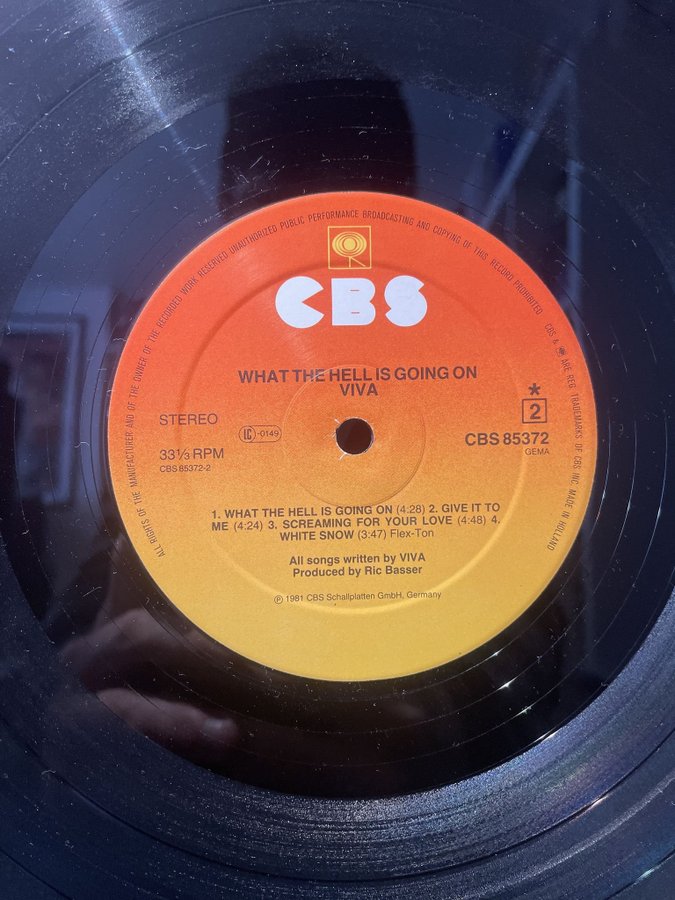 ALL RIGHTS OF THE MANUFACTURER AND OF THE OWNER OF THE RECORDED WORK RESERVED UNAUTHORIZED PUBLIC PERFORMANCE BROADCASTING AND COPYING OF THIS RECORD PROHIBITED CBS & ARE REG. TRADEMARKS OF CBS INC. MADE IN HOLLAND
CBS
WHAT THE HELL IS GOING ON
VIVA
STEREO
LC-0149
*
2
33⅓ RPM
CBS 85372
CBS 85372-2
GEMA
1. WHAT THE HELL IS GOING ON (4:28) 2. GIVE IT TO
ME (4:24) 3. SCREAMING FOR YOUR LOVE (4:48) 4.
WHITE SNOW (3:47) Flex-Ton
All songs written by VIVA
Produced by Ric Basser
℗ 1981 CBS Schallplatten GmbH, Germany